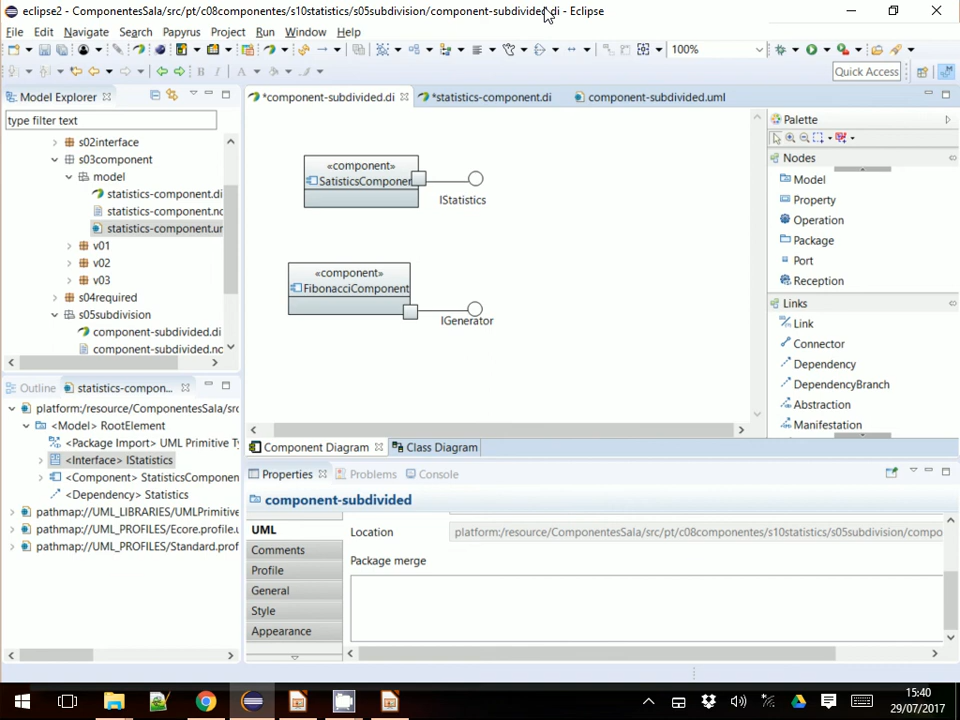 eclipse2 - ComponentesSala/src/pt/c08componentes/s10statistics/s05subdivision/component-subdivided.di - Eclipse
File Edit Navigate Search Papyrus Project Run Window Help
100%
B I A
Quick Access
Model Explorer
*component-subdivided.di
*statistics-component.di
component-subdivided.uml
type filter text
s02interface
s03component
model
statistics-component.di
statistics-component.nc
statistics-component.ur
v01
v02
v03
s04required
s05subdivision
component-subdivided.di
component-subdivided.nc
«component»
SatisticsComponer
IStatistics
«component»
FibonacciComponent
IGenerator
Palette
Nodes
Model
Property
Operation
Package
Port
Reception
Links
Link
Connector
Dependency
DependencyBranch
Abstraction
Manifestation
Outline
statistics-compon...
platform:/resource/ComponentesSala/src
<Model> RootElement
<Package Import> UML Primitive T
<Interface> IStatistics
<Component> StatisticsComponen
<Dependency> Statistics
pathmap://UML_LIBRARIES/UMLPrimitive
pathmap://UML_PROFILES/Ecore.profile.u
pathmap://UML_PROFILES/Standard.prof
Component Diagram
Class Diagram
Properties
Problems
Console
component-subdivided
UML
Comments
Profile
General
Style
Appearance
Location
platform:/resource/ComponentesSala/src/pt/c08componentes/s10statistics/s05subdivision/compo
Package merge
15:40
29/07/2017